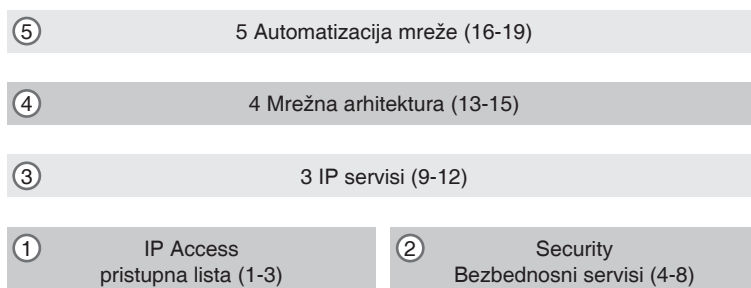 5 5 Automatizacija mreže (16-19)
4 4 Mrežna arhitektura (13-15)
3 3 IP servisi (9-12)
1 IP Access
pristupna lista (1-3)
2 Security
Bezbednosni servisi (4-8)